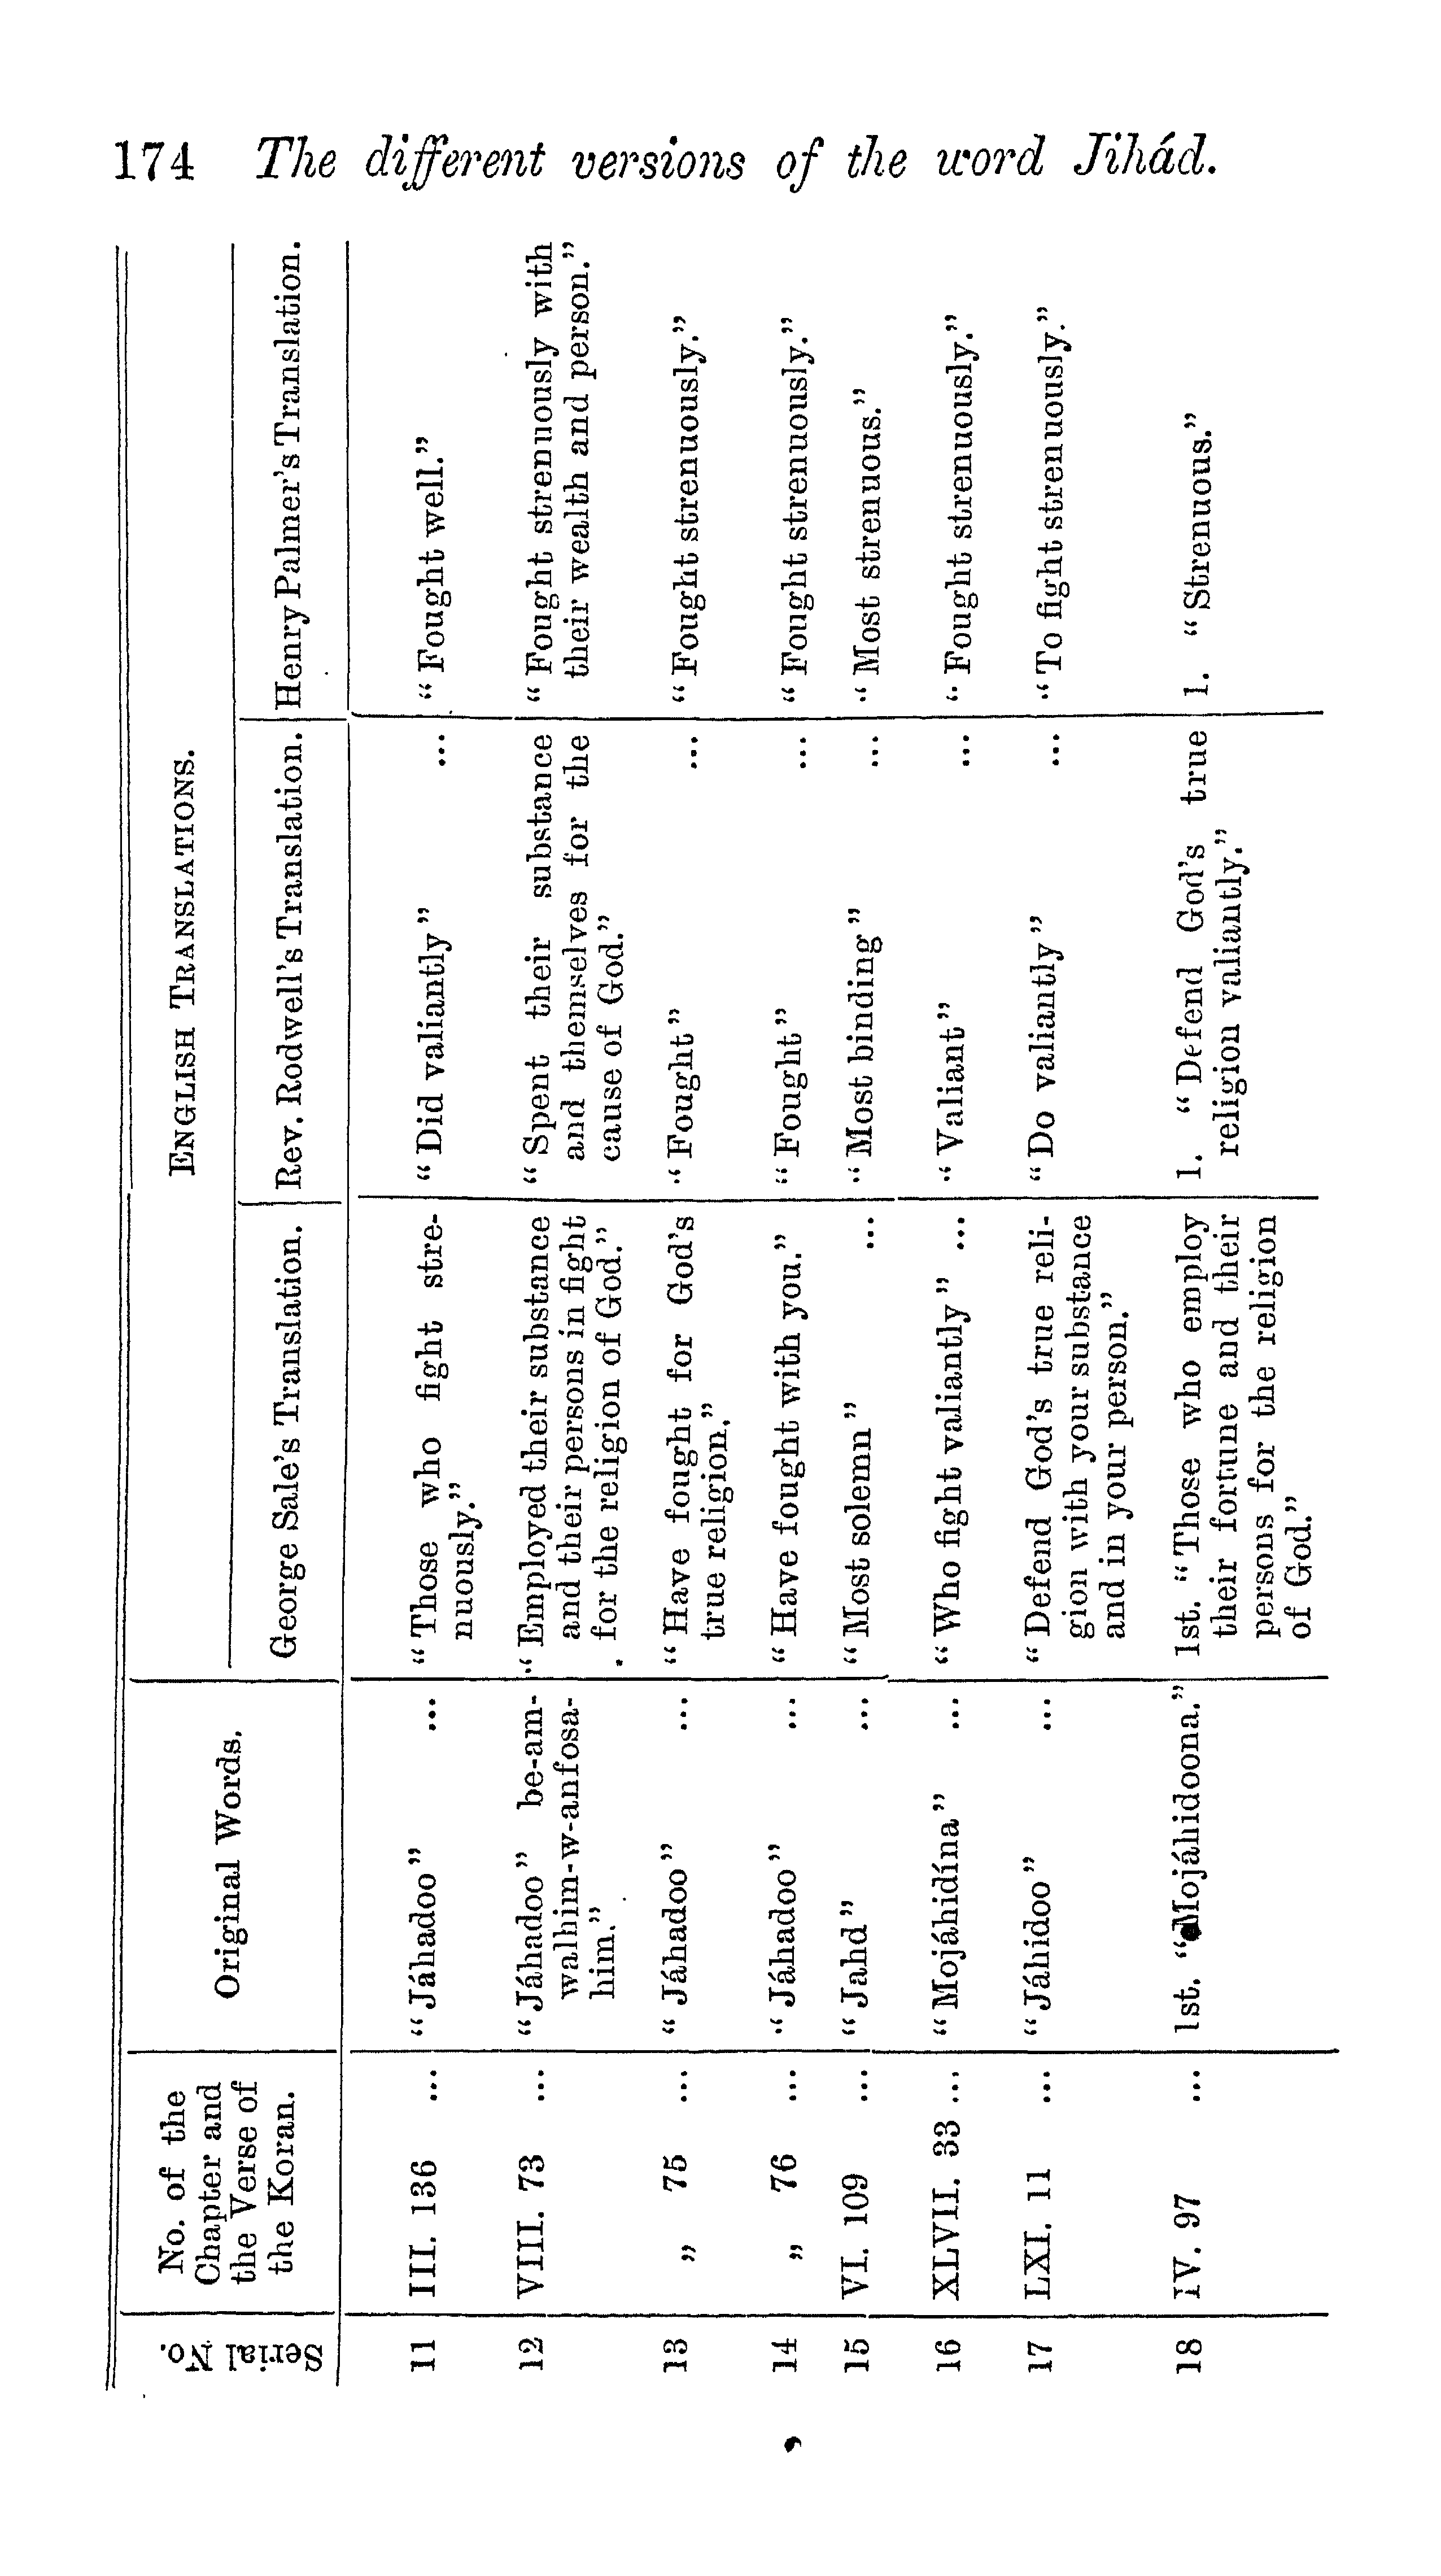 174 The different versions of the word Jihád.
Serial No.
No. of the
Chapter and
the Verse of
the Koran.
Original Words.
ENGLISH TRANSLATIONS.
George Sale's Translation.
Rev. Rodwell's Translation.
Henry Palmer's Translation.
11 III. 136 ... "Jáhadoo" ... "Those who fight stre- "Did valiantly" ... "Fought well."
nuously."
12 VIII. 73 ... "Jáhadoo" be-am- "Employed their substance "Spent their substance "Fought strenuously with
walhim-w-anfosa- and their persons in fight and themselves for the their wealth and person."
him." for the religion of God." cause of God."
13 „ 75 ... "Jáhadoo" ... "Have fought for God's "Fought" ... "Fought strenuously."
true religion."
14 „ 76 ... "Jáhadoo" ... "Have fought with you." "Fought" ... "Fought strenuously."
15 VI. 109 ... "Jahd" ... "Most solemn" ... "Most binding" ... "Most strenuous."
16 XLVII. 33 ... "Mojáhidína" ... "Who fight valiantly" ... "Valiant" ... "Fought strenuously."
17 LXI. 11 ... "Jáhidoo" ... "Defend God's true reli- "Do valiantly" ... "To fight strenuously."
gion with your substance
and in your person."
18 IV. 97 ... 1st. "Mojáhidoona." 1st. "Those who employ 1. "Defend God's true 1. "Strenuous."
their fortune and their religion valiantly."
persons for the religion
of God."